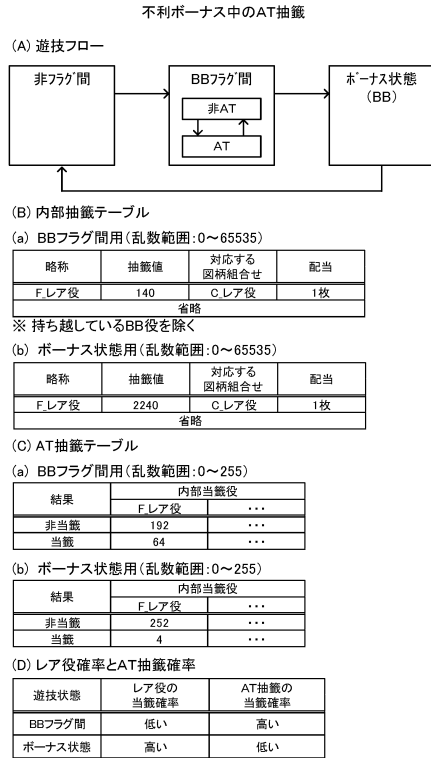 不利ボーナス中のAT抽籤
(A) 遊技フロー
非フラグ間
BBフラグ間
ボーナス状態
(BB)
非AT
AT
(B) 内部抽籤テーブル
(a) BBフラグ間用(乱数範囲:0~65535)
略称 抽籤値 対応する図柄組合せ 配当
F_レア役 140 C_レア役 1枚
省略
※ 持ち越しているBB役を除く
(b) ボーナス状態用(乱数範囲:0~65535)
略称 抽籤値 対応する図柄組合せ 配当
F_レア役 2240 C_レア役 1枚
省略
(C) AT抽籤テーブル
(a) BBフラグ間用(乱数範囲:0~255)
結果 内部当籤役
F_レア役 ・・・
非当籤 192 ・・・
当籤 64 ・・・
(b) ボーナス状態用(乱数範囲:0~255)
結果 内部当籤役
F_レア役 ・・・
非当籤 252 ・・・
当籤 4 ・・・
(D) レア役確率とAT抽籤確率
遊技状態 レア役の当籤確率 AT抽籤の当籤確率
BBフラグ間 低い 高い
ボーナス状態 高い 低い